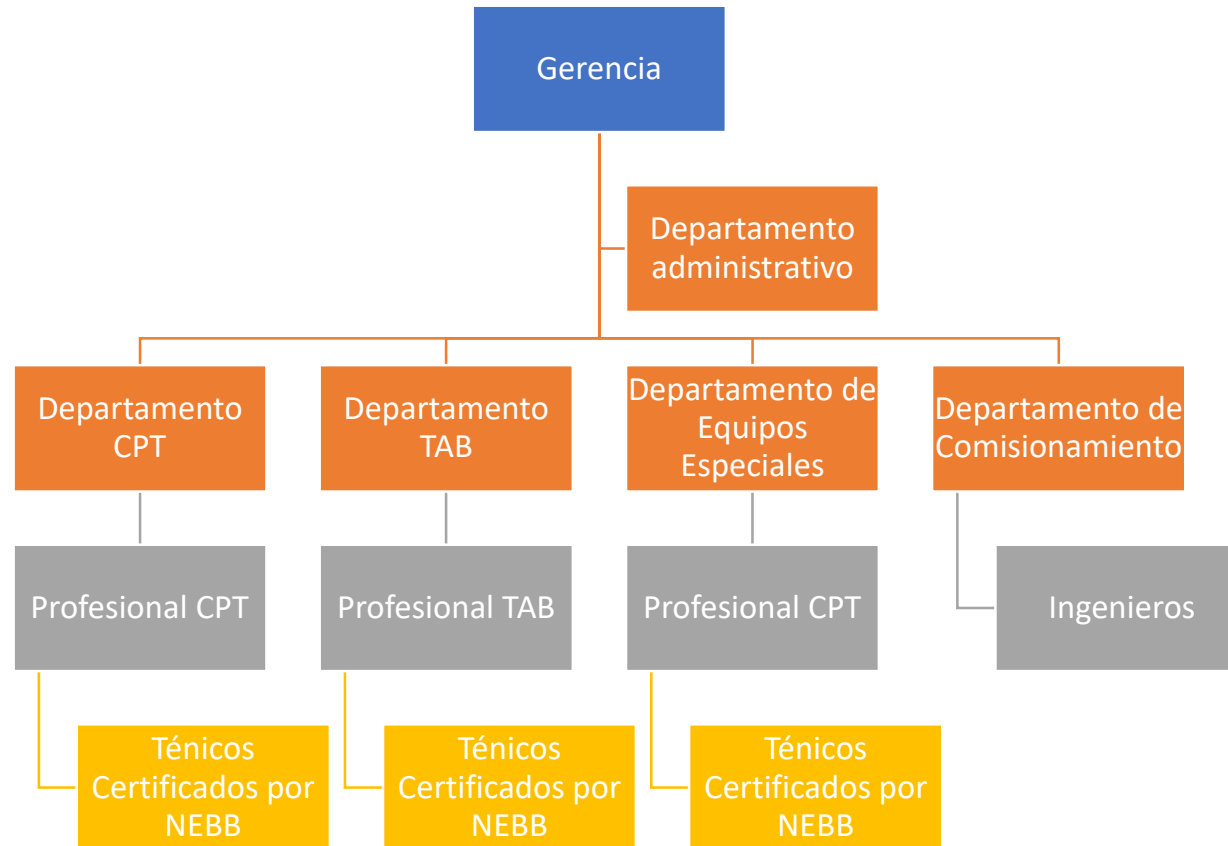 Gerencia
Departamento
administrativo
Departamento
CPT
Departamento
TAB
Departamento de
Equipos
Especiales
Departamento de
Comisionamiento
Profesional CPT
Profesional TAB
Profesional CPT
Ingenieros
Ténicos
Certificados por
NEBB
Ténicos
Certificados por
NEBB
Ténicos
Certificados por
NEBB